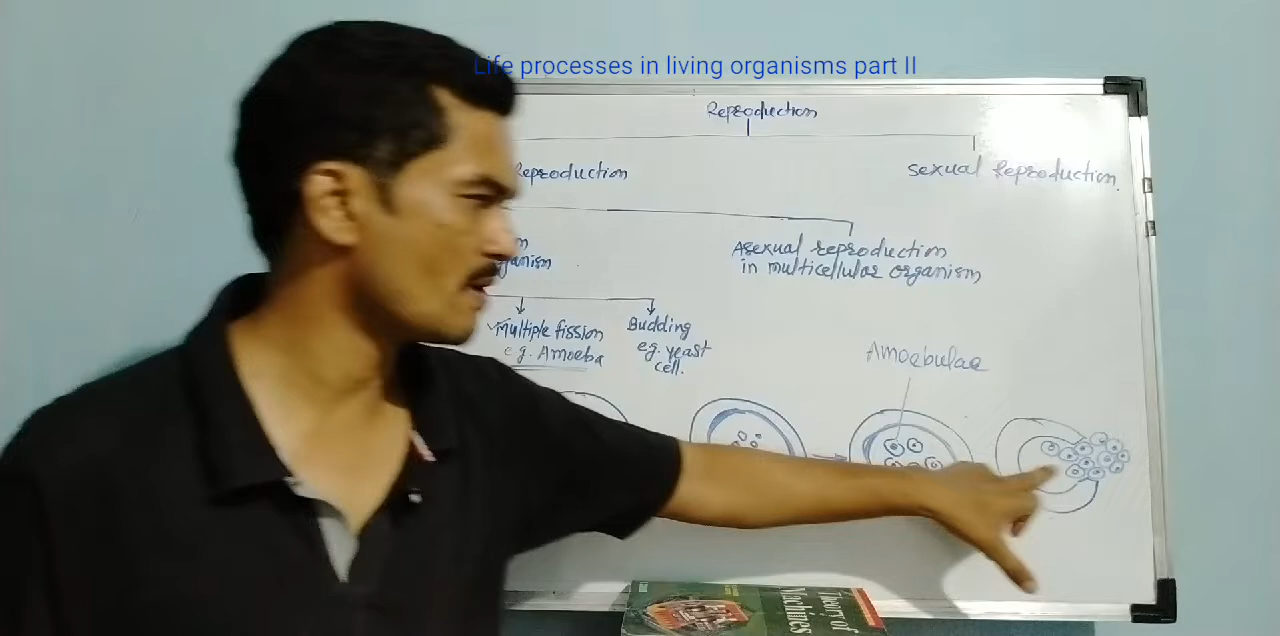 Life processes in living organisms part II
Reproduction
Reproduction
sexual Reproduction.
Asexual reproduction
in multicellular organism
Multiple fission
e.g. Amoeba
Budding
eg. yeast
cell.
Amoebulae
Theory of
Machines